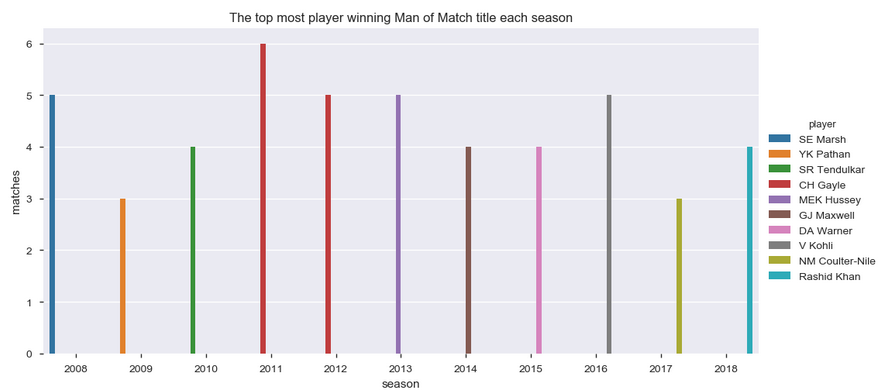 The top most player winning Man of Match title each season
6
5
4
3
2
1
0
matches
2008 2009 2010 2011 2012 2013 2014 2015 2016 2017 2018
season
player
SE Marsh
YK Pathan
SR Tendulkar
CH Gayle
MEK Hussey
GJ Maxwell
DA Warner
V Kohli
NM Coulter-Nile
Rashid Khan